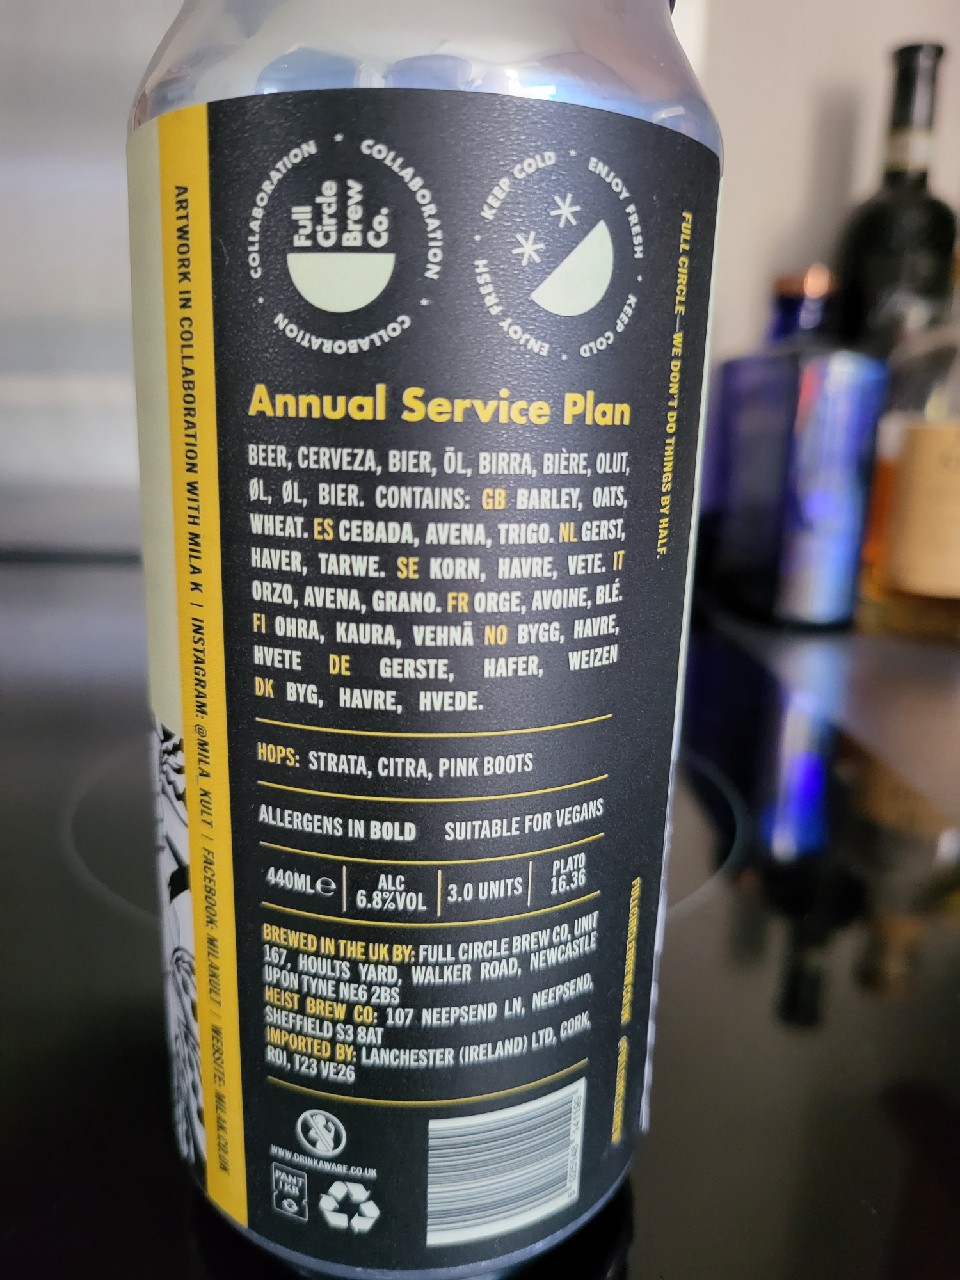 COLLABORATION * COLLABORATION * COLLABORATION * COLLABORATION
Full
Circle
Brew
Co.
KEEP COLD * ENJOY FRESH * KEEP COLD * ENJOY FRESH
Annual Service Plan
BEER, CERVEZA, BIER, ÖL, BIRRA, BIÈRE, OLUT,
ØL, ØL, BIER. CONTAINS: GB BARLEY, OATS,
WHEAT. ES CEBADA, AVENA, TRIGO. NL GERST,
HAVER, TARWE. SE KORN, HAVRE, VETE. IT
ORZO, AVENA, GRANO. FR ORGE, AVOINE, BLÉ.
FI OHRA, KAURA, VEHNÄ NO BYGG, HAVRE,
HVETE DE GERSTE, HAFER, WEIZEN
DK BYG, HAVRE, HVEDE.
HOPS: STRATA, CITRA, PINK BOOTS
ALLERGENS IN BOLD SUITABLE FOR VEGANS
440ML e
ALC
6.8%VOL
3.0 UNITS
PLATO
16.36
BREWED IN THE UK BY: FULL CIRCLE BREW CO, UNIT
167, HOULTS YARD, WALKER ROAD, NEWCASTLE
UPON TYNE NE6 2BS
HEIST BREW CO: 107 NEEPSEND LN, NEEPSEND,
SHEFFIELD S3 8AT
IMPORTED BY: LANCHESTER (IRELAND) LTD, CORK,
ROI, T23 VE26
WWW.DRINKAWARE.CO.UK
PANT
1 KR
ARTWORK IN COLLABORATION WITH MILA K | INSTAGRAM: @MILA_KULT | FACEBOOK: MILAKULT | WEBSITE: MILAK.CO.UK
FULL CIRCLE – WE DON'T DO THINGS BY HALF.